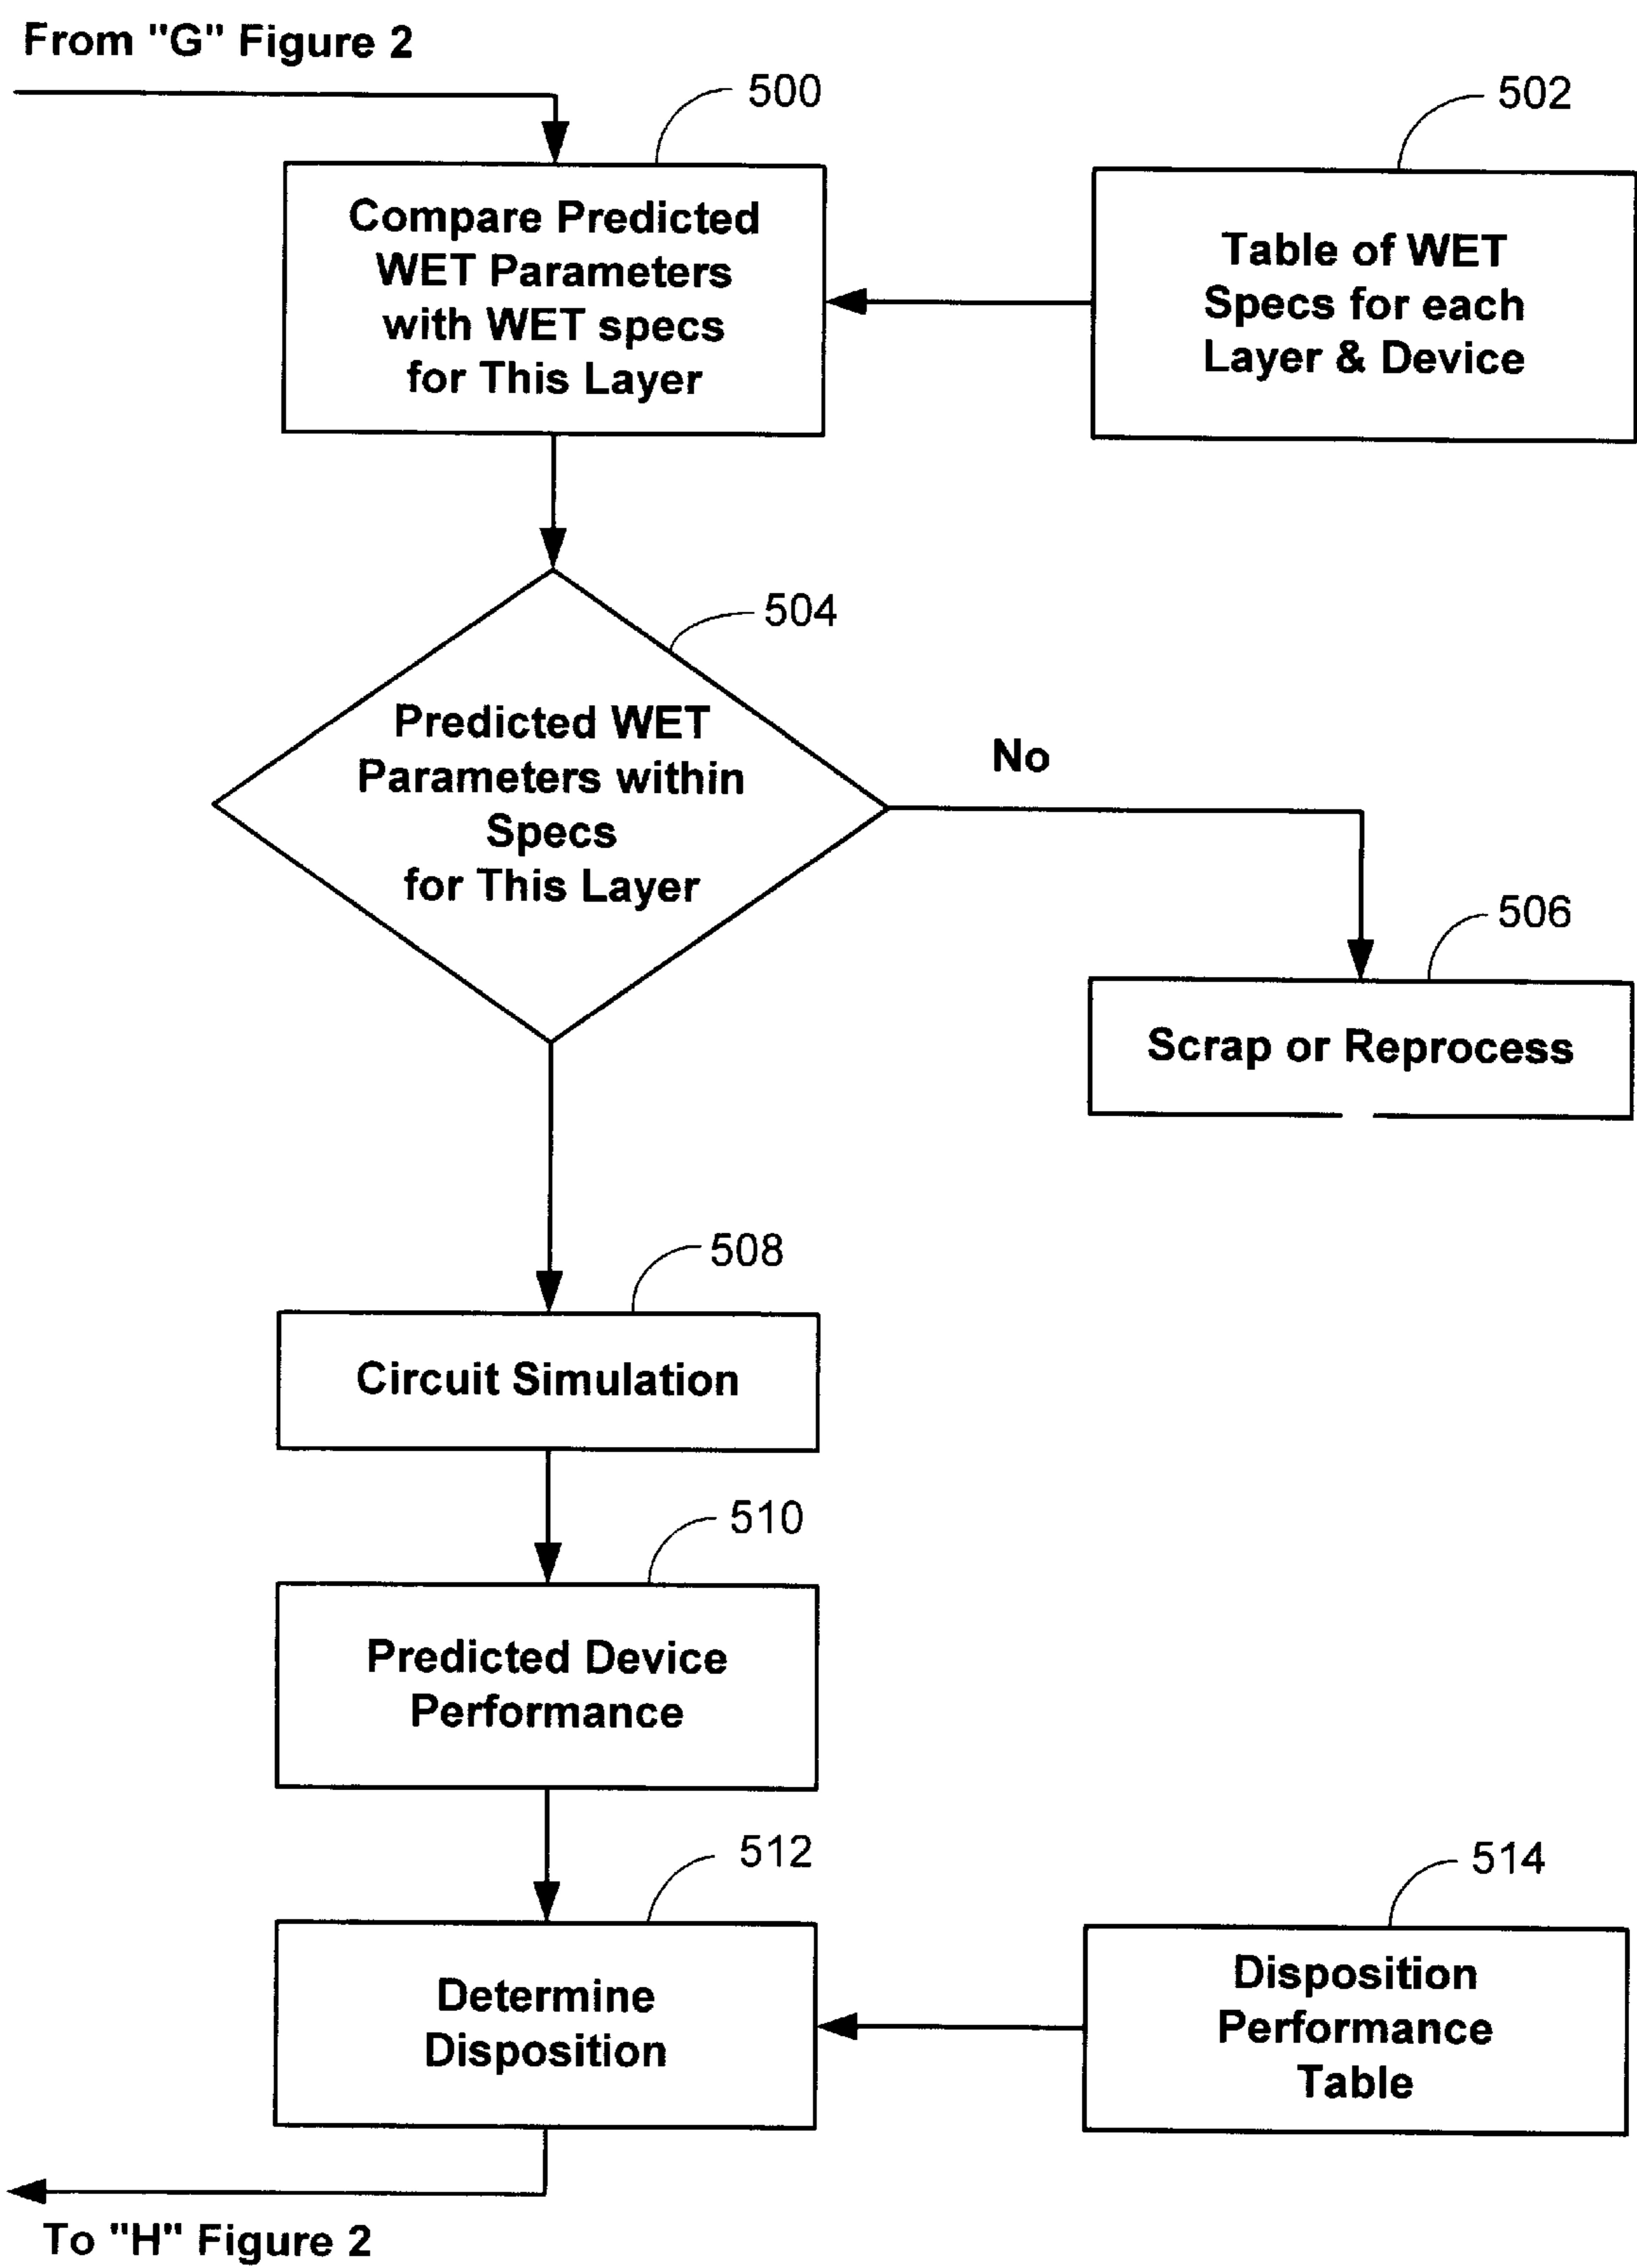 From "G" Figure 2
500
502
Compare Predicted
WET Parameters
with WET specs
for This Layer
Table of WET
Specs for each
Layer & Device
504
Predicted WET
Parameters within
Specs
for This Layer
No
506
Scrap or Reprocess
508
Circuit Simulation
510
Predicted Device
Performance
512
514
Determine
Disposition
Disposition
Performance
Table
To "H" Figure 2